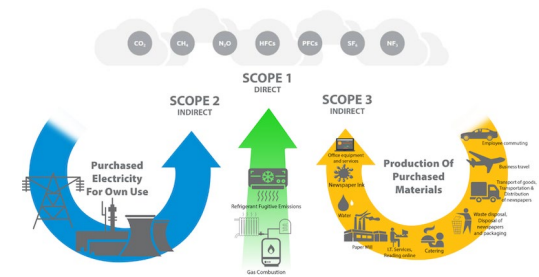 CO₂ CH₄ N₂O HFCs PFCs SF₆ NF₃
SCOPE 1
DIRECT
SCOPE 2
INDIRECT
SCOPE 3
INDIRECT
Purchased
Electricity
For Own Use
Refrigerant Fugitive Emissions
Gas Combustion
Production Of
Purchased
Materials
Office equipment
and services
Newspaper Ink
Water
Paper mill
I.T. Services,
Reading online
Catering
Waste disposal,
Disposal of
newspapers
and packaging
Transport of goods,
Transportation &
Distribution
of newspapers
Business travel
Employee commuting